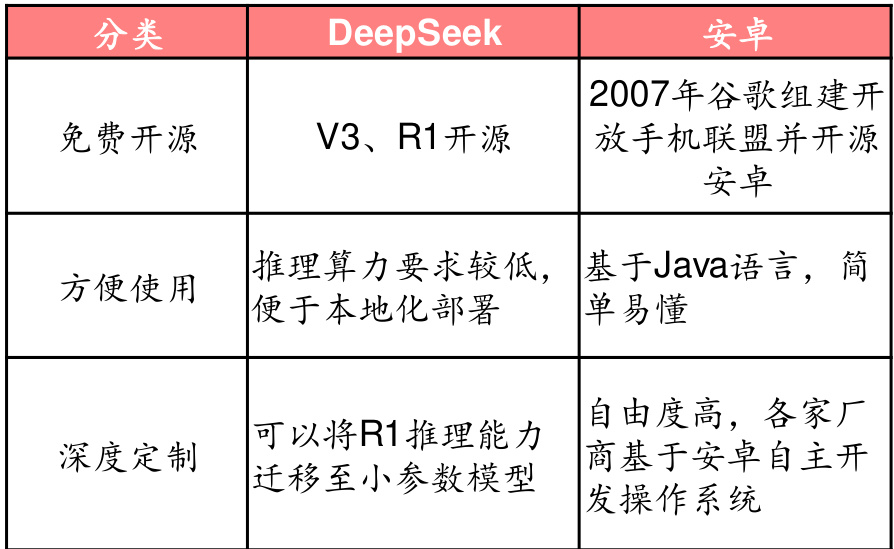 分类 DeepSeek 安卓
免费开源
V3、R1开源
2007年谷歌组建开
放手机联盟并开源
安卓
方便使用
推理算力要求较低，
便于本地化部署
基于Java语言，简
单易懂
深度定制
可以将R1推理能力
迁移至小参数模型
自由度高，各家厂
商基于安卓自主开
发操作系统